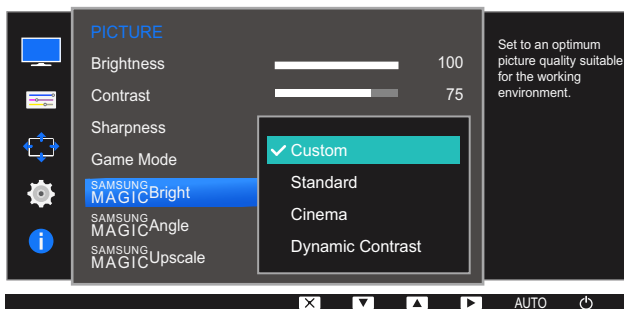 PICTURE
Brightness 100
Contrast 75
Sharpness
Game Mode
SAMSUNG
MAGICBright
SAMSUNG
MAGICAngle
SAMSUNG
MAGICUpscale
Custom
Standard
Cinema
Dynamic Contrast
Set to an optimum
picture quality suitable
for the working
environment.
AUTO